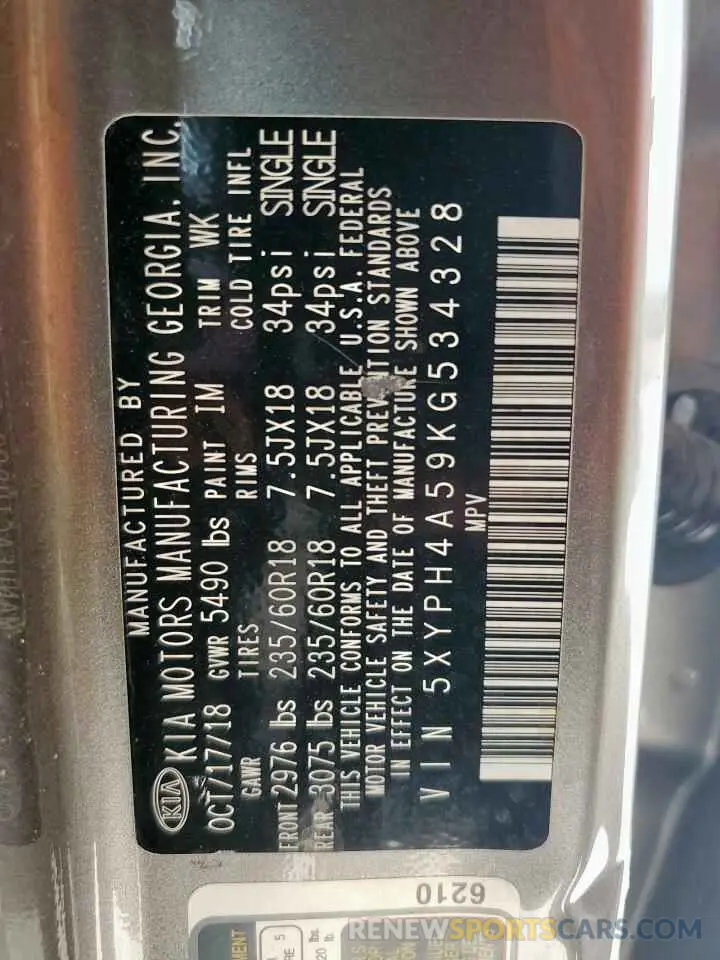 MANUFACTURED BY
KIA KIA MOTORS MANUFACTURING GEORGIA, INC.
OCT/17/18 GVWR 5490 lbs PAINT IM TRIM WK
GAWR TIRES RIMS COLD TIRE INFL
FRONT 2976 lbs 235/60R18 7.5JX18 34psi SINGLE
REAR 3075 lbs 235/60R18 7.5JX18 34psi SINGLE
THIS VEHICLE CONFORMS TO ALL APPLICABLE U.S.A. FEDERAL
MOTOR VEHICLE SAFETY AND THEFT PREVENTION STANDARDS
IN EFFECT ON THE DATE OF MANUFACTURE SHOWN ABOVE
VIN 5XYPH4A59KG534328
MPV
6210
RENEWSPORTSCARS.COM